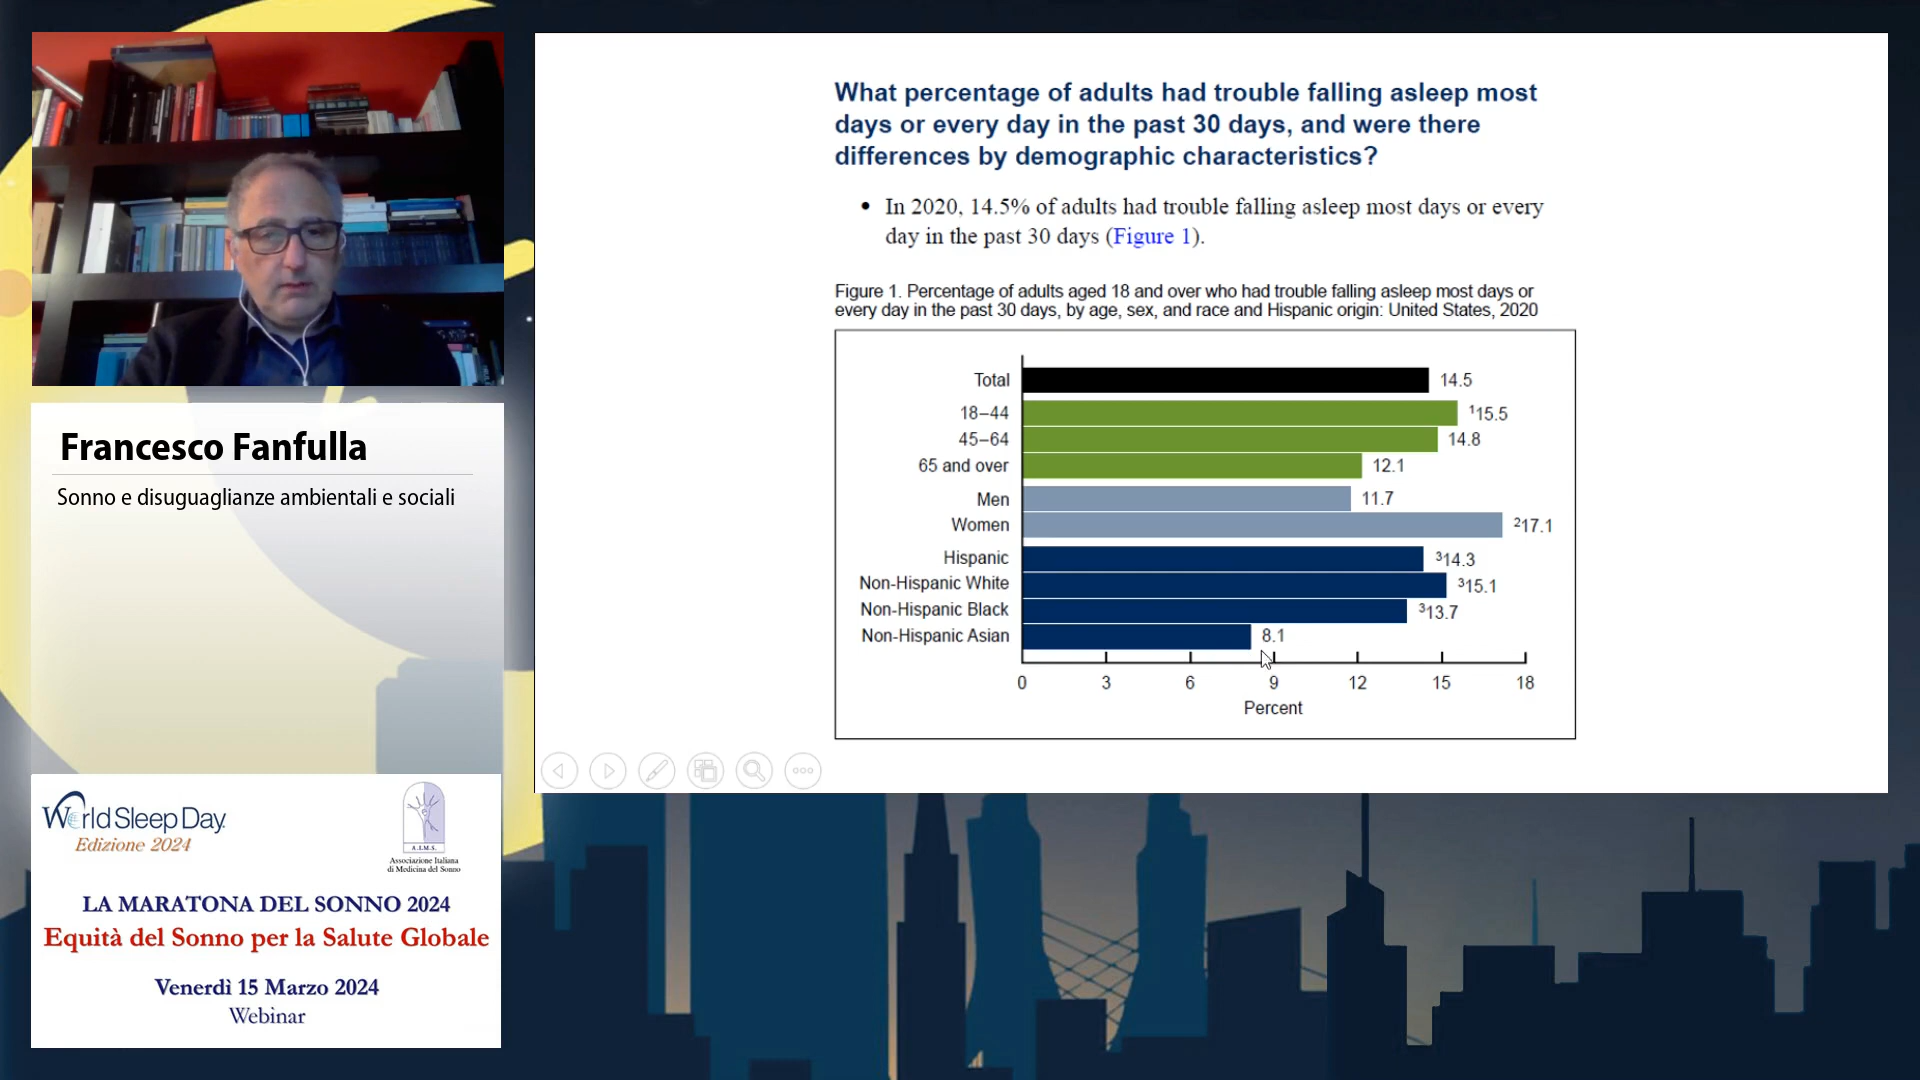 Francesco Fanfulla
Sonno e disuguaglianze ambientali e sociali
World Sleep Day.
Edizione 2024
A.I.M.S.
Associazione Italiana
di Medicina del Sonno
LA MARATONA DEL SONNO 2024
Equità del Sonno per la Salute Globale
Venerdì 15 Marzo 2024
Webinar
What percentage of adults had trouble falling asleep most
days or every day in the past 30 days, and were there
differences by demographic characteristics?
• In 2020, 14.5% of adults had trouble falling asleep most days or every
day in the past 30 days (Figure 1).
Figure 1. Percentage of adults aged 18 and over who had trouble falling asleep most days or
every day in the past 30 days, by age, sex, and race and Hispanic origin: United States, 2020
Total 14.5
18–44 ¹15.5
45–64 14.8
65 and over 12.1
Men 11.7
Women ²17.1
Hispanic ³14.3
Non-Hispanic White ³15.1
Non-Hispanic Black ³13.7
Non-Hispanic Asian 8.1
0 3 6 9 12 15 18
Percent